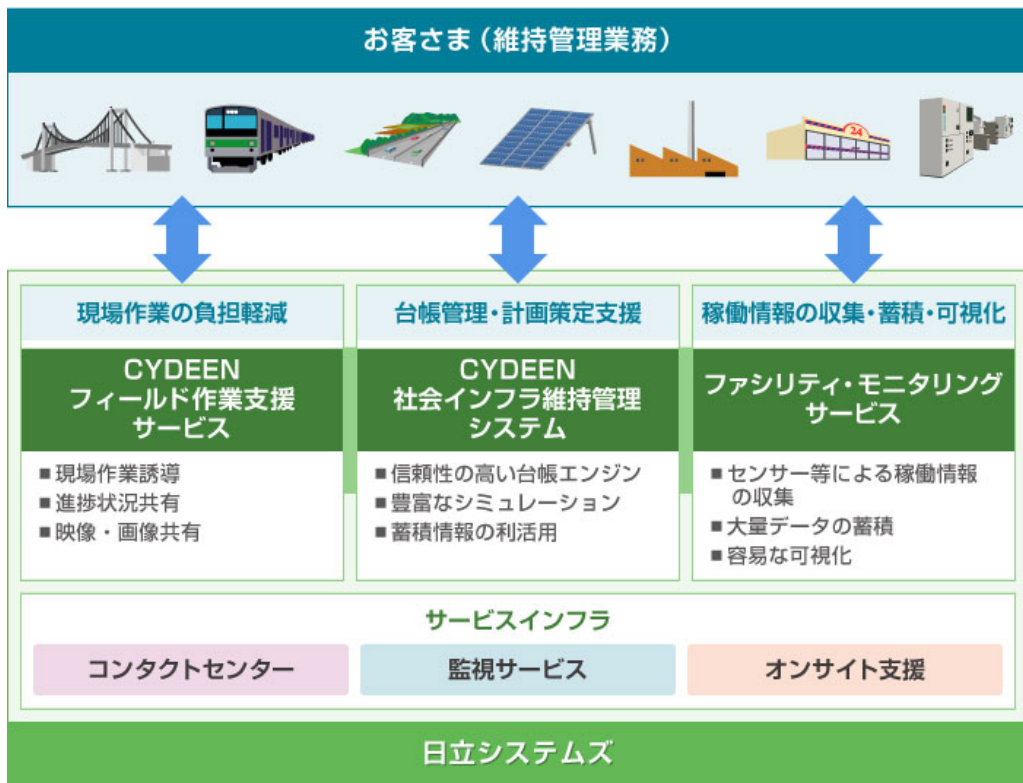 お客さま（維持管理業務）
24
現場作業の負担軽減
CYDEEN
フィールド作業支援
サービス
■現場作業誘導
■進捗状況共有
■映像・画像共有
台帳管理・計画策定支援
CYDEEN
社会インフラ維持管理
システム
■信頼性の高い台帳エンジン
■豊富なシミュレーション
■蓄積情報の利活用
稼働情報の収集・蓄積・可視化
ファシリティ・モニタリング
サービス
■センサー等による稼働情報
の収集
■大量データの蓄積
■容易な可視化
サービスインフラ
コンタクトセンター
監視サービス
オンサイト支援
日立システムズ